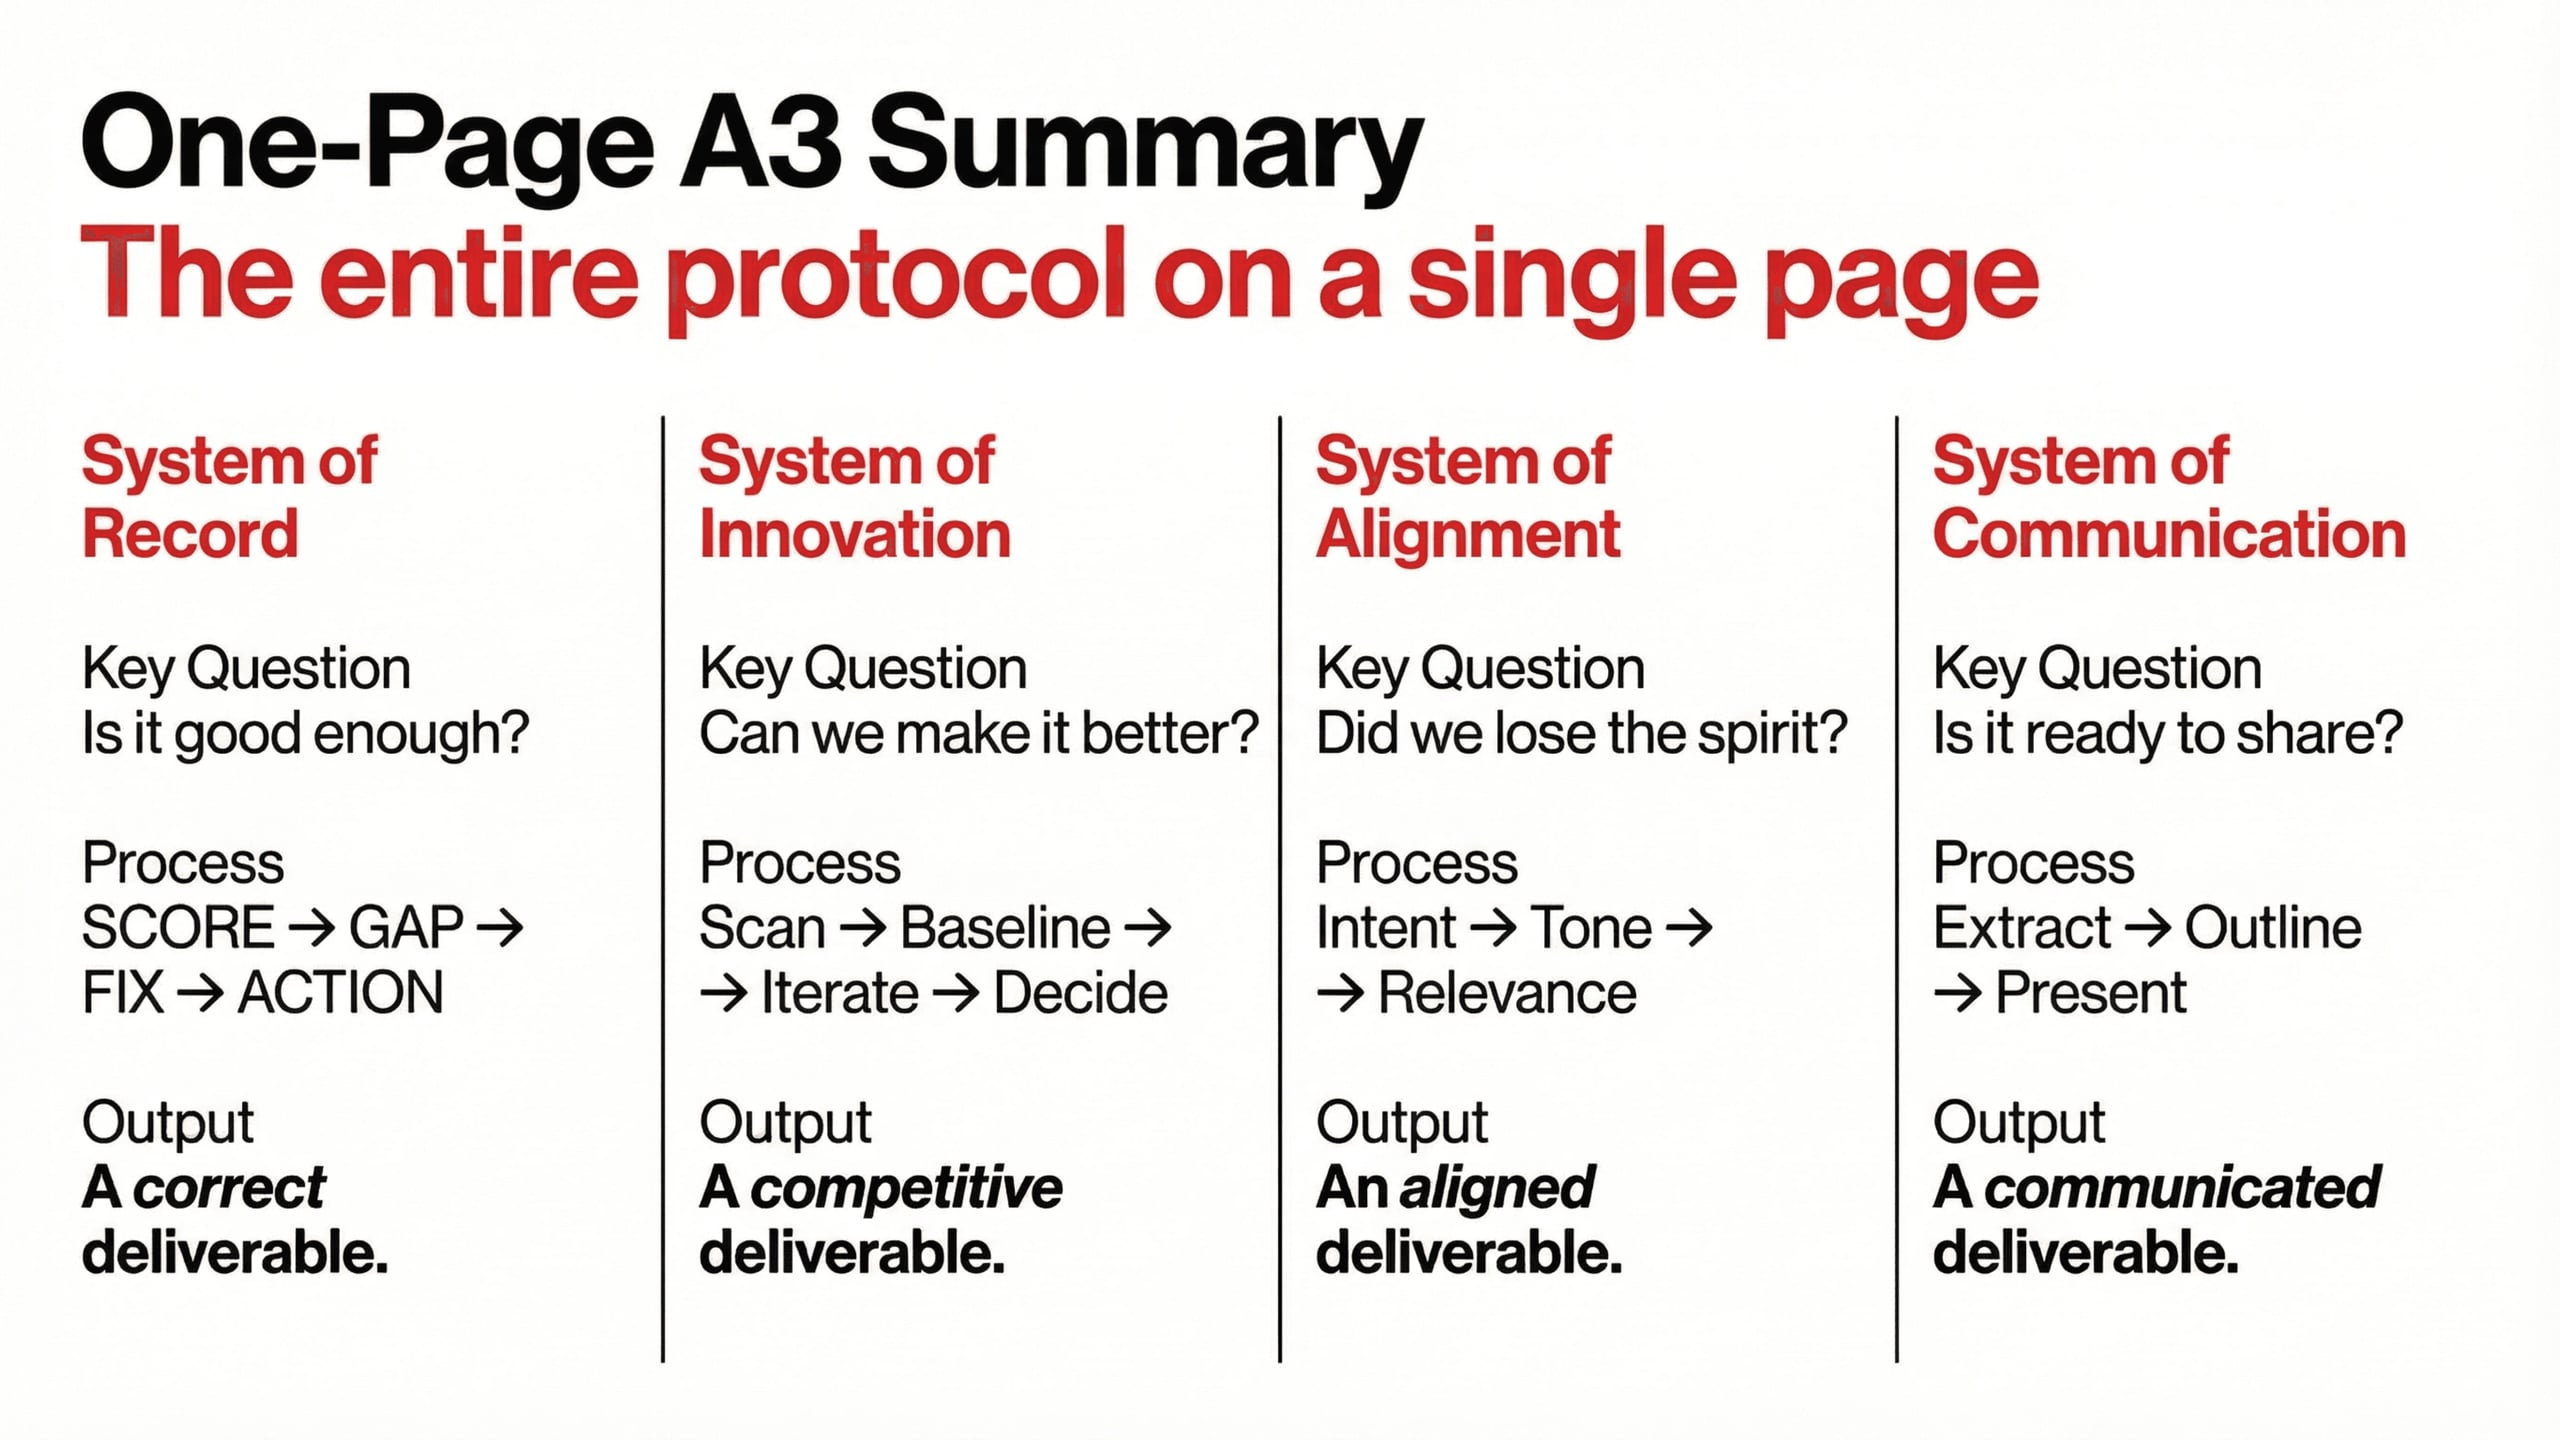 One-Page A3 Summary
The entire protocol on a single page
System of
Record
Key Question
Is it good enough?
Process
SCORE → GAP →
FIX → ACTION
Output
A correct
deliverable.
System of
Innovation
Key Question
Can we make it better?
Process
Scan → Baseline →
→ Iterate → Decide
Output
A competitive
deliverable.
System of
Alignment
Key Question
Did we lose the spirit?
Process
Intent → Tone →
→ Relevance
Output
An aligned
deliverable.
System of
Communication
Key Question
Is it ready to share?
Process
Extract → Outline
→ Present
Output
A communicated
deliverable.